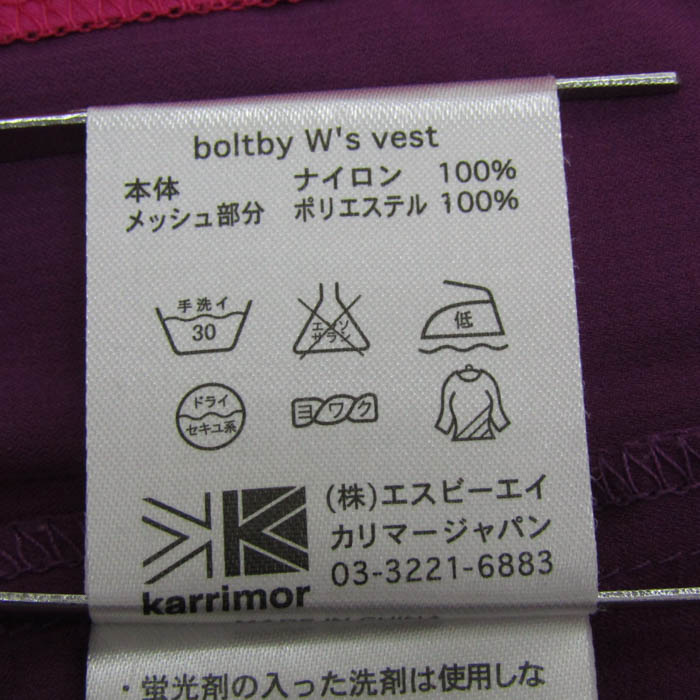 boltby W's vest
本体 ナイロン 100%
メッシュ部分 ポリエステル 100%
手洗イ
30
エンソ
サラシ
低
ドライ
セキユ系
ヨワク
(株)エスビーエイ
カリマージャパン
03-3221-6883
karrimor
MADE IN CHINA
・蛍光剤の入った洗剤は使用しな